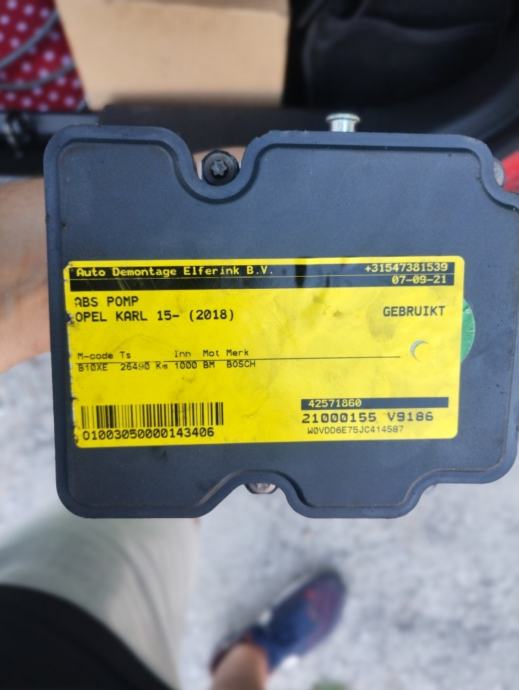 Auto Demontage Elferink B.V. +31547381539
07-09-21
ABS POMP
OPEL KARL 15- (2018) GEBRUIKT
M-code Ts Inh Mot Merk
B10XE 26490 Km 1000 BM BOSCH
42571860
21000155 V9186
W0VDD6E75JC414587
01003050000143406